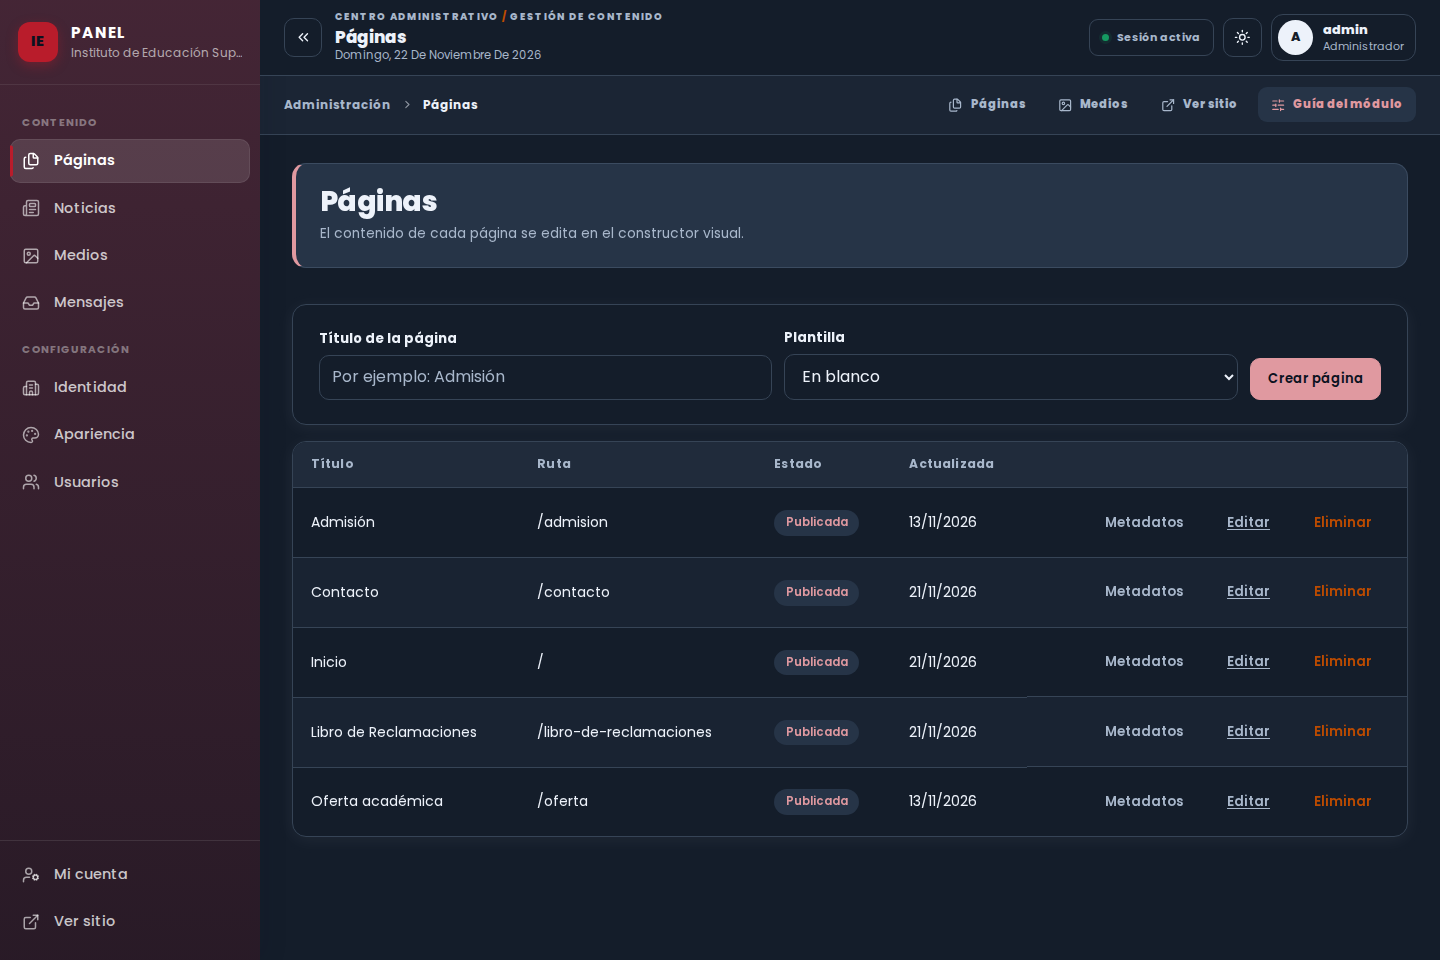 IE
PANEL
Instituto de Educación Sup...
CONTENIDO
Páginas
Noticias
Medios
Mensajes
CONFIGURACIÓN
Identidad
Apariencia
Usuarios
Mi cuenta
Ver sitio
CENTRO ADMINISTRATIVO / GESTIÓN DE CONTENIDO
Páginas
Domingo, 22 De Noviembre De 2026
Sesión activa
A
admin
Administrador
Administración > Páginas
Páginas Medios Ver sitio Guía del módulo
Páginas
El contenido de cada página se edita en el constructor visual.
Título de la página Plantilla
Por ejemplo: Admisión En blanco Crear página
Título Ruta Estado Actualizada
Admisión /admision Publicada 13/11/2026 Metadatos Editar Eliminar
Contacto /contacto Publicada 21/11/2026 Metadatos Editar Eliminar
Inicio / Publicada 21/11/2026 Metadatos Editar Eliminar
Libro de Reclamaciones /libro-de-reclamaciones Publicada 21/11/2026 Metadatos Editar Eliminar
Oferta académica /oferta Publicada 13/11/2026 Metadatos Editar Eliminar